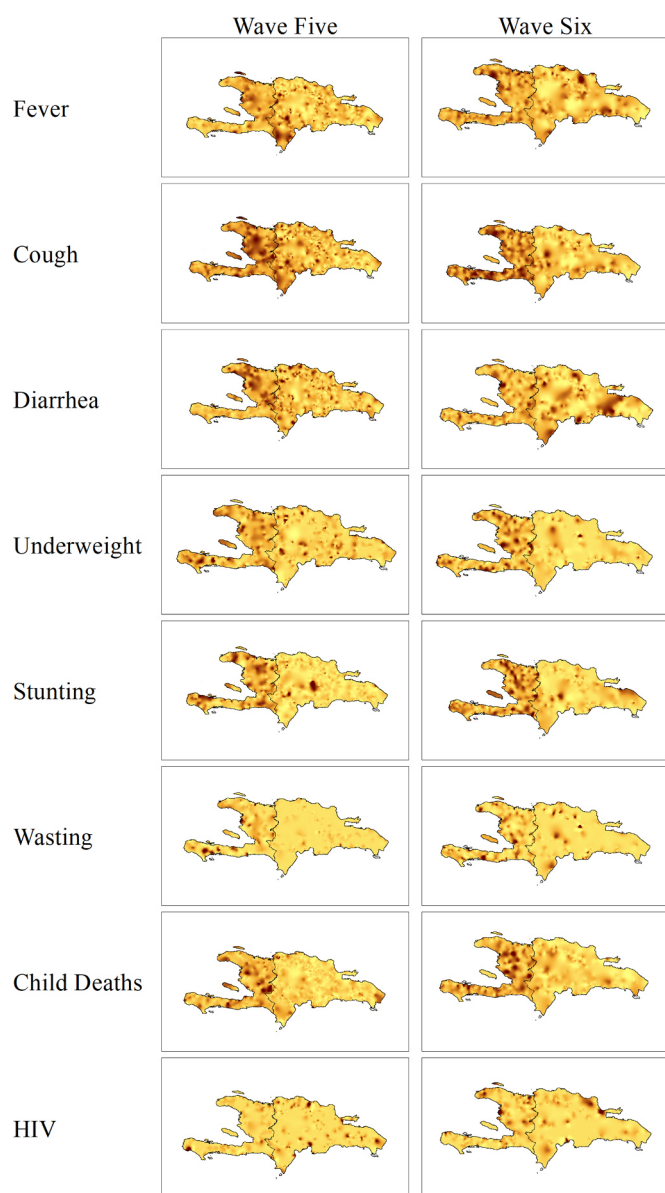 Wave Five Wave Six
Fever
Cough
Diarrhea
Underweight
Stunting
Wasting
Child Deaths
HIV